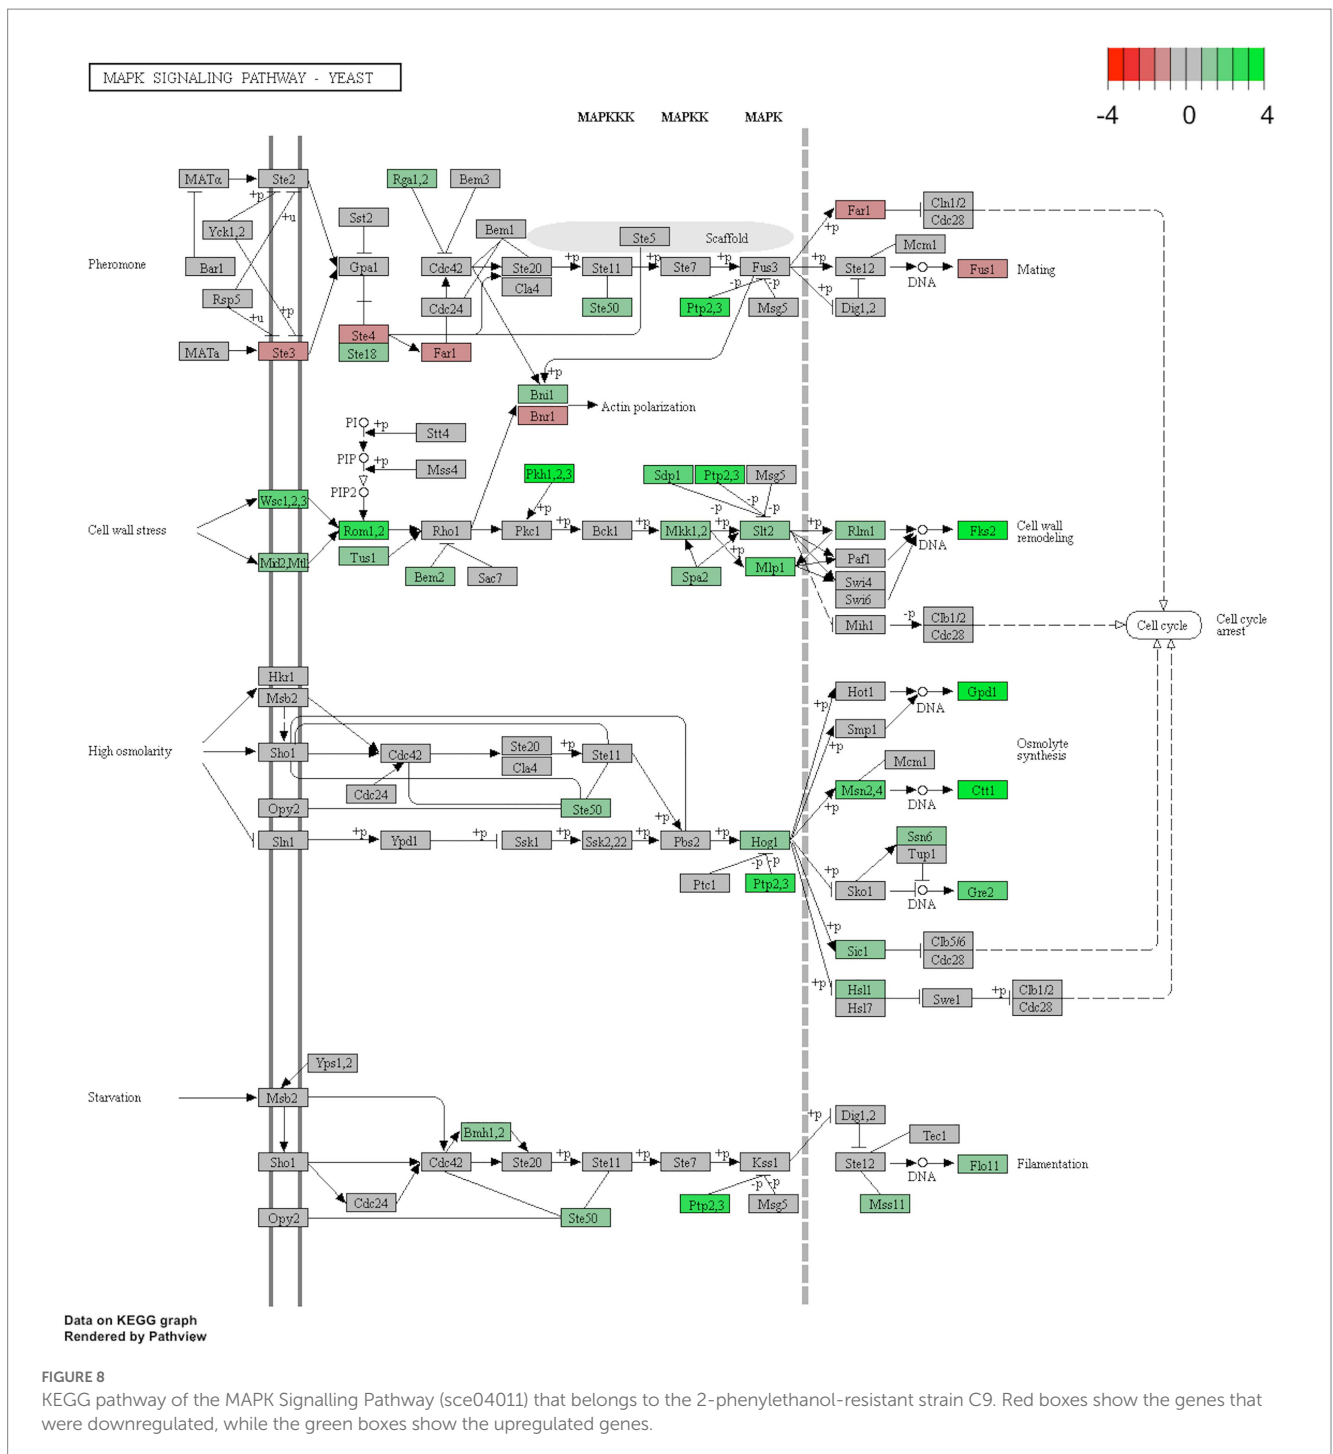 MAPK SIGNALING PATHWAY - YEAST
-4 0 4
MAPKKK MAPKK MAPK
Pheromone
MATα
Ste2
+p
+u
Yck1,2
Bar1
Rsp5
+u
+p
MATa
Ste3
Sst2
Gpa1
Ste4
Ste18
Rga1,2
Bem3
Cdc42
Cdc24
Far1
Bem1
Ste20
Cla4
Ste5
Scaffold
+p
Ste11
Ste50
+p
Ste7
+p
Fus3
-p
-p
Ptp2,3
Msg5
+p
Far1
Cln1/2
Cdc28
+p
Ste12
Mcm1
DNA
Fus1
Mating
+p
Dig1,2
+p
Bni1
Bnr1
Actin polarization
PI
+p
Stt4
PIP
+p
Mss4
PIP2
Cell wall stress
Wsc1,2,3
Mid2,Mtl
Rom1,2
Tus1
Rho1
Bem2
Sac7
Pkh1,2,3
+p
Pkc1
+p
Bck1
+p
Mkk1,2
Spa2
+p
+p
Sdp1
Ptp2,3
Msg5
-p
-p
-p
Slt2
Mlp1
+p
Rlm1
Paf1
Swi4
Swi6
DNA
Fks2
Cell wall
remodeling
Mih1
-p
Clb1/2
Cdc28
Cell cycle
Cell cycle
arrest
High osmolarity
Hkr1
Msb2
Sho1
Opy2
Sln1
Cdc42
Cdc24
Ste20
Cla4
+p
Ste11
Ste50
+p
+p
Ypd1
+p
Ssk1
+p
Ssk2,22
+p
Pbs2
+p
Hog1
-p
-p
Ptc1
Ptp2,3
+p
Hot1
DNA
Gpd1
+p
Smp1
Osmolyte
synthesis
Mcm1
+p
Msn2,4
DNA
Ctt1
Ssn6
Tup1
+p
Sko1
DNA
Gre2
+p
Sic1
Clb5/6
Cdc28
+p
Hsl1
Hsl7
Swe1
+p
Clb1/2
Cdc28
Starvation
Yps1,2
Msb2
Sho1
Opy2
Cdc24
Cdc42
Bmh1,2
Ste20
+p
Ste11
Ste50
+p
Ste7
+p
Kss1
-p
-p
Ptp2,3
Msg5
+p
Dig1,2
Tec1
Ste12
Mss11
DNA
Flo11
Filamentation
Data on KEGG graph
Rendered by Pathview
FIGURE 8
KEGG pathway of the MAPK Signalling Pathway (sce04011) that belongs to the 2-phenylethanol-resistant strain C9. Red boxes show the genes that
were downregulated, while the green boxes show the upregulated genes.